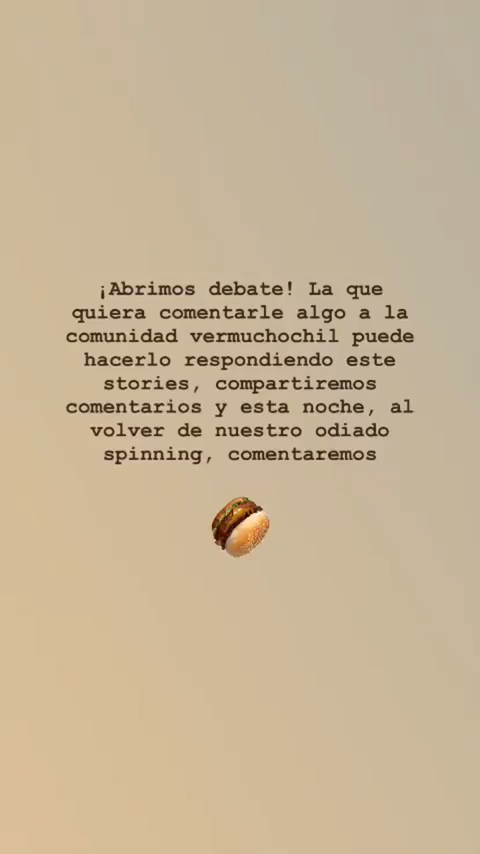 ¡Abrimos debate! La que
quiera comentarle algo a la
comunidad vermuchochil puede
hacerlo respondiendo este
stories, compartiremos
comentarios y esta noche, al
volver de nuestro odiado
spinning, comentaremos